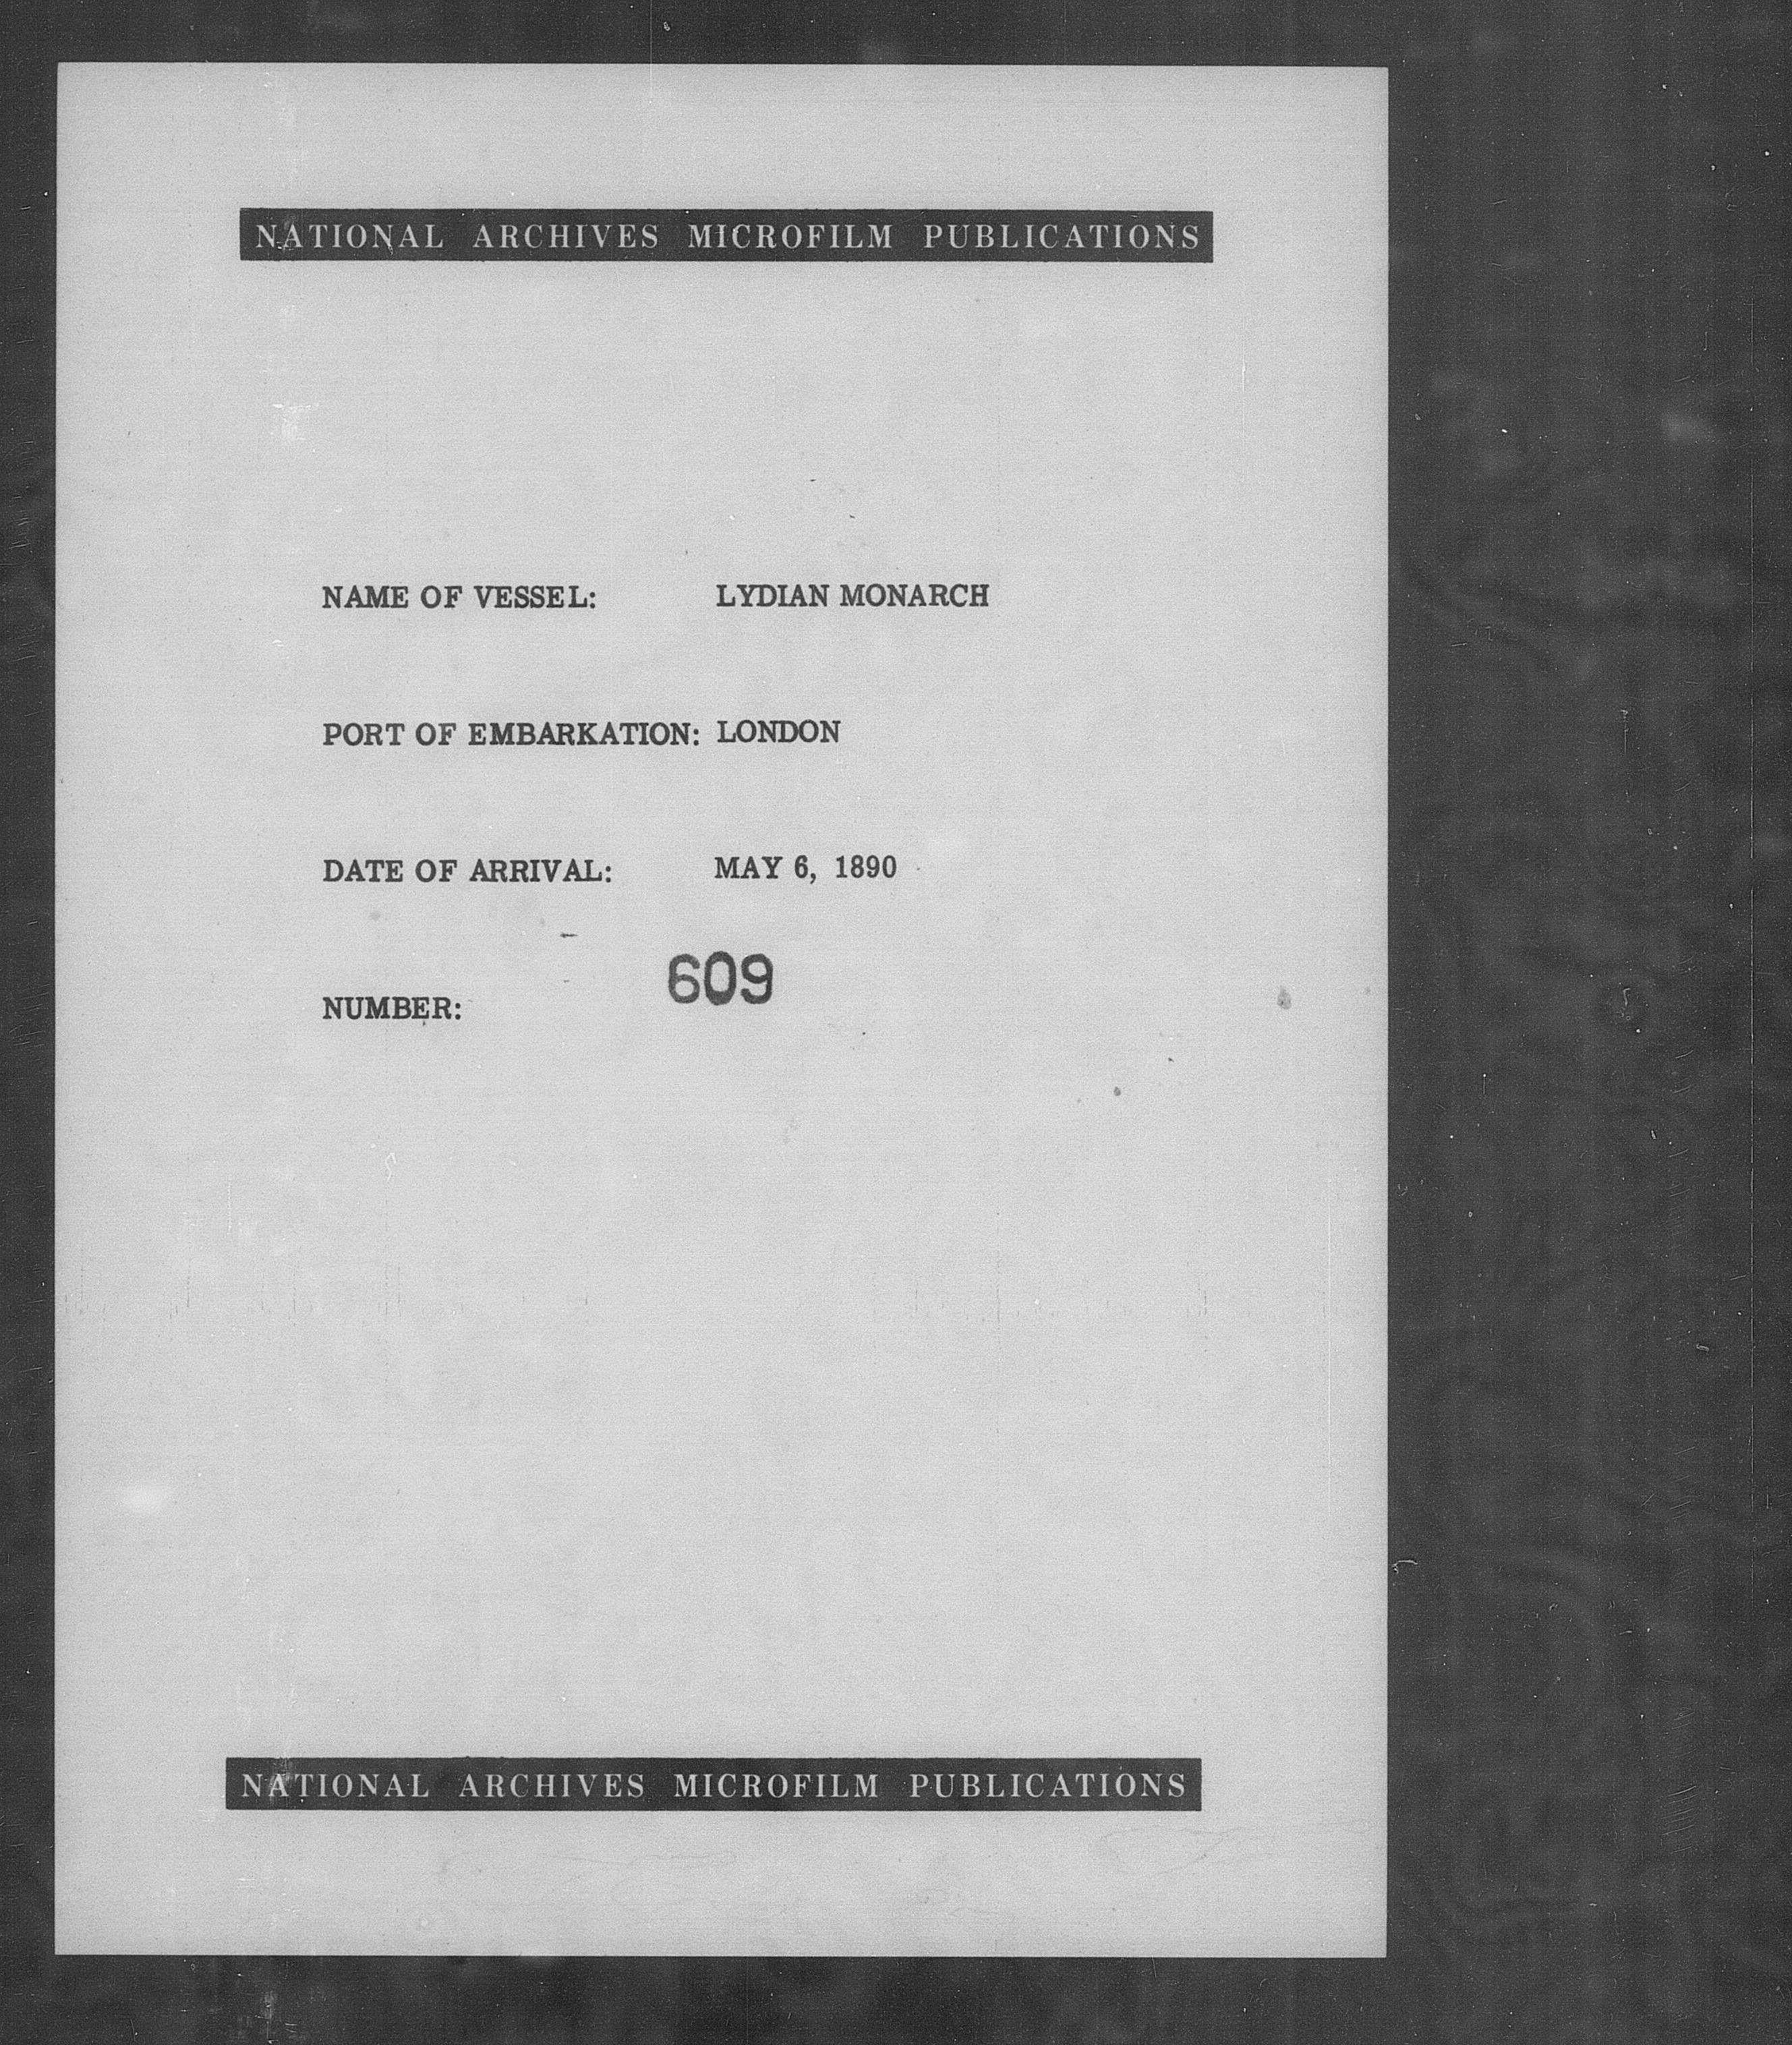 NATIONAL ARCHIVES MICROFILM PUBLICATIONS
NAME OF VESSEL: LYDIAN MONARCH
PORT OF EMBARKATION: LONDON
DATE OF ARRIVAL: MAY 6, 1890
NUMBER: 609
NATIONAL ARCHIVES MICROFILM PUBLICATIONS